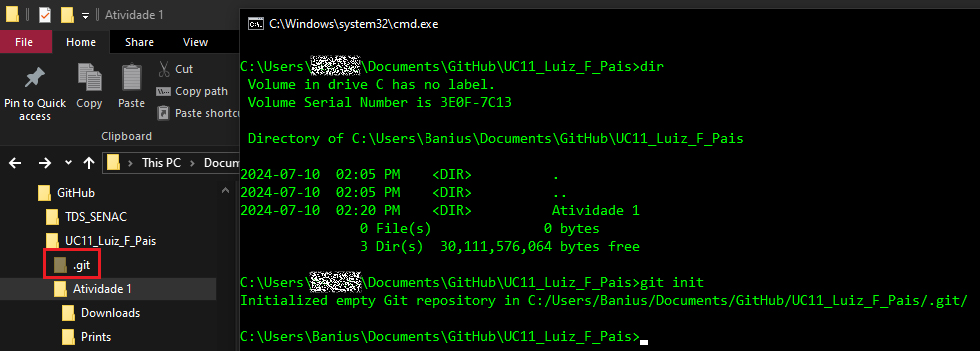 Atividade 1
File Home Share View
Pin to Quick access
Copy
Paste
Cut
Copy path
Paste shortcu
Clipboard
This PC > Docum
GitHub
TDS_SENAC
UC11_Luiz_F_Pais
.git
Atividade 1
Downloads
Prints
C:\Windows\system32\cmd.exe
C:\Users\ \Documents\GitHub\UC11_Luiz_F_Pais>dir
Volume in drive C has no label.
Volume Serial Number is 3E0F-7C13
Directory of C:\Users\Banius\Documents\GitHub\UC11_Luiz_F_Pais
2024-07-10 02:05 PM <DIR> .
2024-07-10 02:05 PM <DIR> ..
2024-07-10 02:20 PM <DIR> Atividade 1
0 File(s) 0 bytes
3 Dir(s) 30,111,576,064 bytes free
C:\Users\ \Documents\GitHub\UC11_Luiz_F_Pais>git init
Initialized empty Git repository in C:/Users/Banius/Documents/GitHub/UC11_Luiz_F_Pais/.git/
C:\Users\Banius\Documents\GitHub\UC11_Luiz_F_Pais>